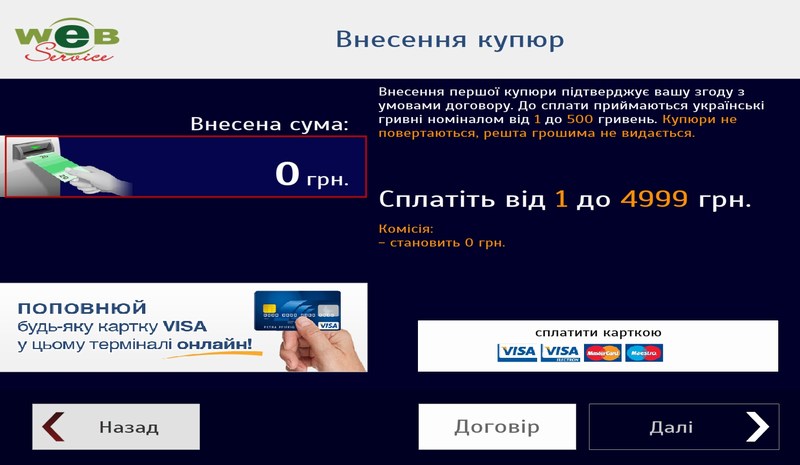 WEB
Service
Внесення купюр
Внесена сума:
0 грн.
Внесення першої купюри підтверджує вашу згоду з
умовами договору. До сплати приймаються українські
гривні номіналом від 1 до 500 гривень. Купюри не
повертаються, решта грошима не видається.
Сплатіть від 1 до 4999 грн.
Комісія:
- становить 0 грн.
ПОПОВНЮЙ
будь-яку картку VISA
у цьому терміналі онлайн!
VISA
сплатити карткою
VISA VISA ELECTRON MasterCard Maestro
Назад
Договір
Далі